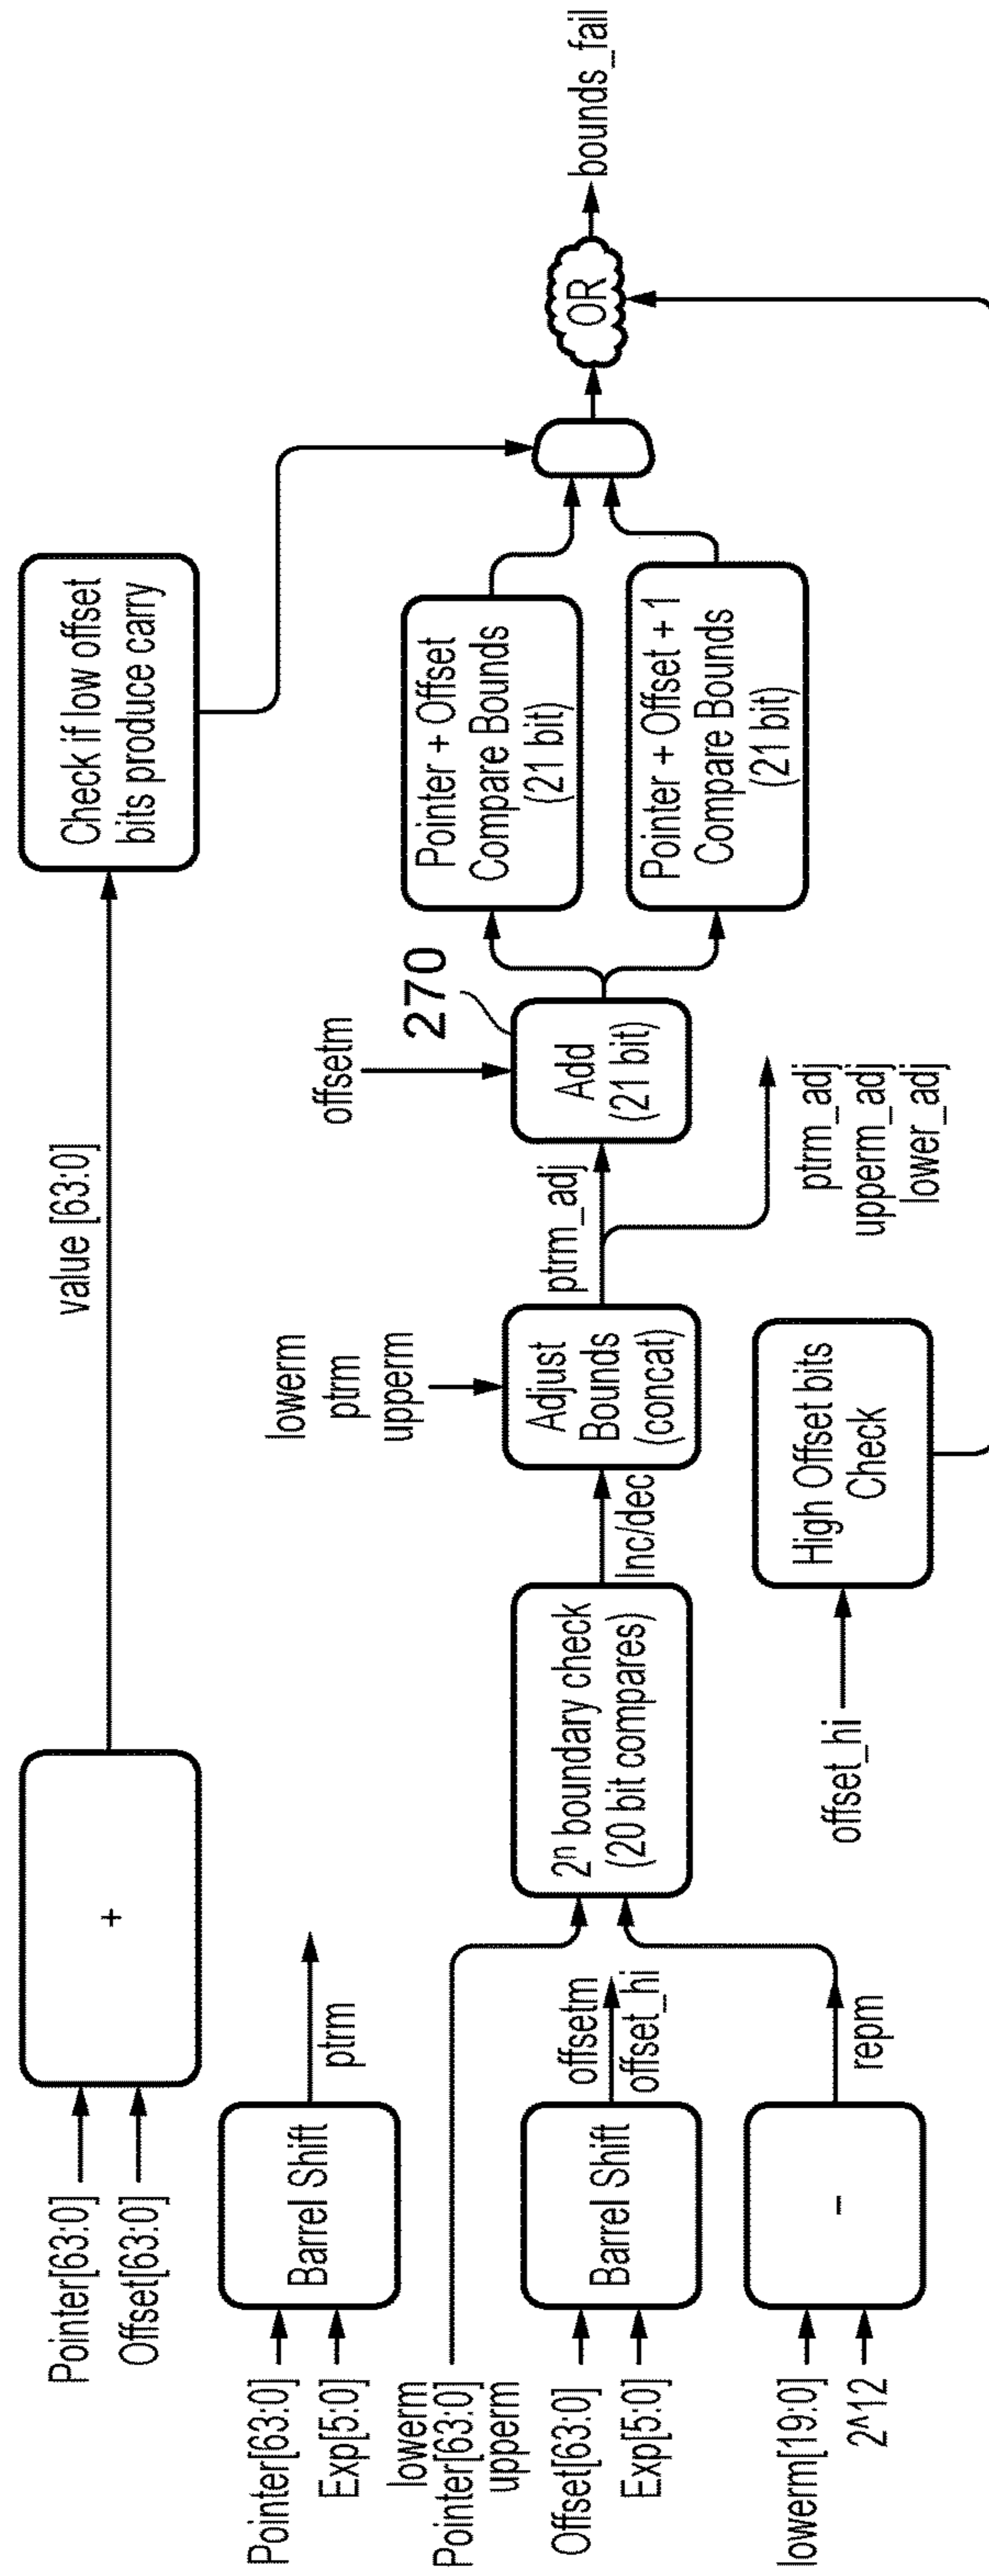 Pointer[63:0]
Offset[63:0]
+
value [63:0]
Check if low offset
bits produce carry
Pointer[63:0]
Exp[5:0]
Barrel Shift
ptrm
lowerm
Pointer[63:0]
upperm
Offset[63:0]
Exp[5:0]
Barrel Shift
offsetm
offset_hi
lowerm[19:0]
2^12
−
repm
2ⁿ boundary check
(20 bit compares)
Inc/dec
lowerm
ptrm
upperm
Adjust
Bounds
(concat)
ptrm_adj
offsetm
270
Add
(21 bit)
ptrm_adj
upperm_adj
lower_adj
Pointer + Offset
Compare Bounds
(21 bit)
Pointer + Offset + 1
Compare Bounds
(21 bit)
OR
bounds_fail
offset_hi
High Offset bits
Check